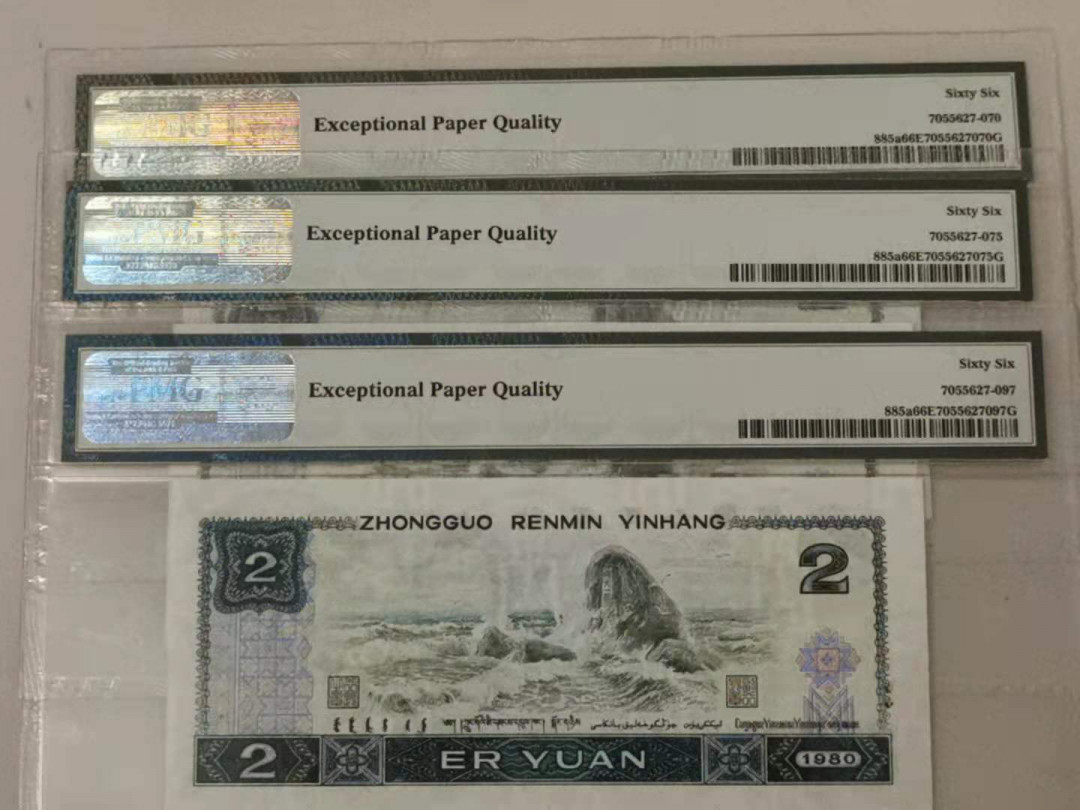 Sixty Six
Exceptional Paper Quality
7055627-070
885a66E7055627070G
Sixty Six
Exceptional Paper Quality
7055627-075
885a66E7055627075G
Sixty Six
PMG
Exceptional Paper Quality
7055627-097
885a66E7055627097G
ZHONGGUO RENMIN YINHANG
2
2
2
ER YUAN
1980